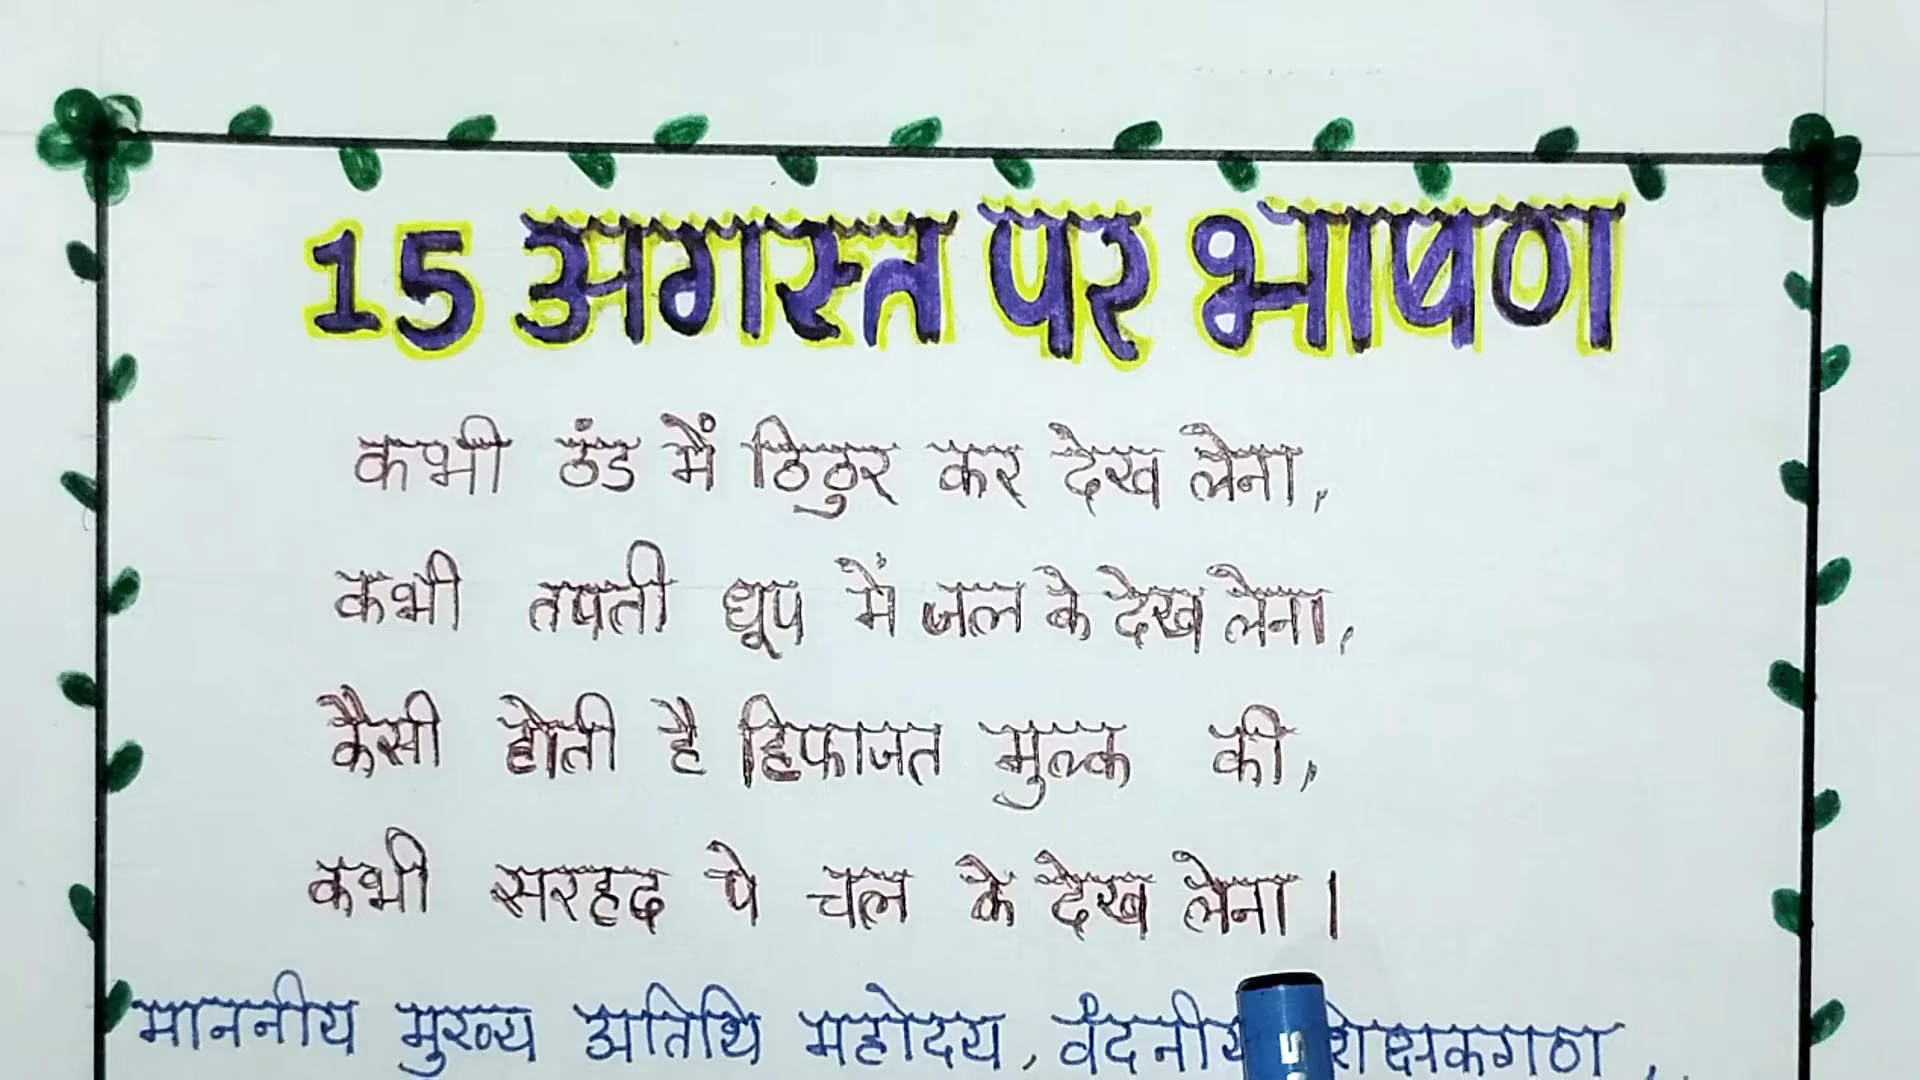 15 अगस्त पर भाषण
कभी ठंड में ठिठुर कर देख लेना,
कभी तपती धूप में जल के देख लेना,
कैसी होती है हिफाजत मुल्क की,
कभी सरहद पे चल के देख लेना ।
माननीय मुख्य अतिथि महोदय, वंदनीय शिक्षकगण,